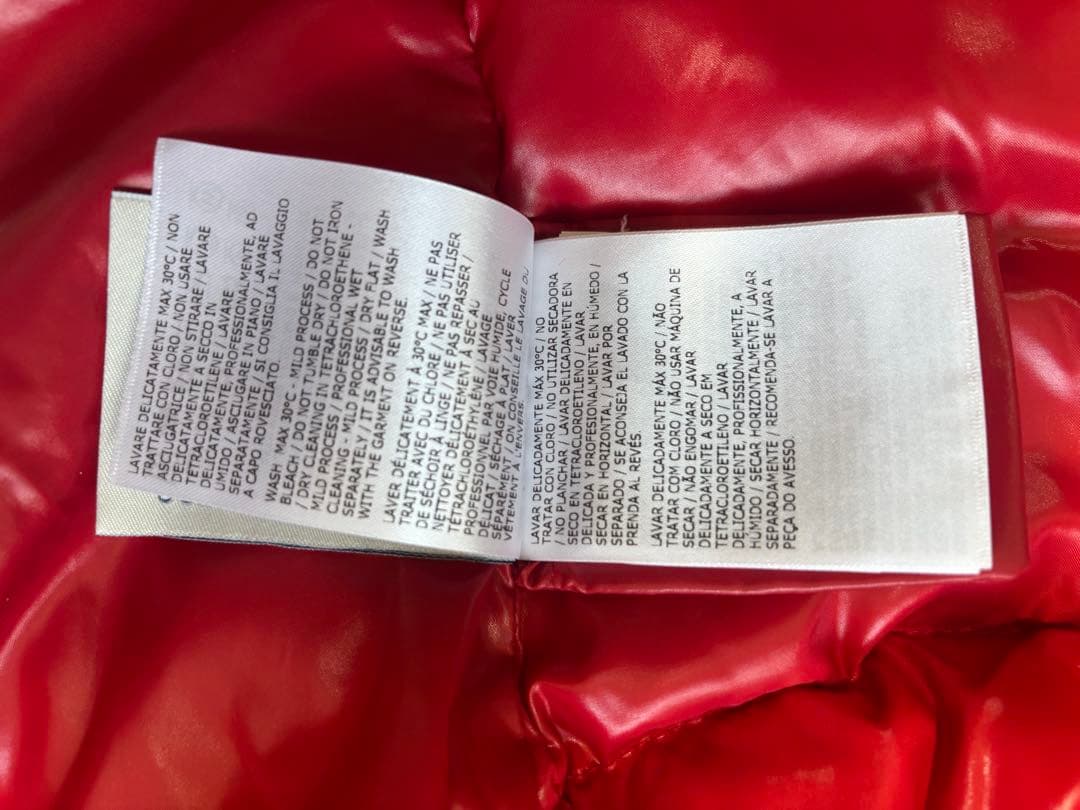 LAVARE DELICATAMENTE MAX 30°C / NON
TRATTARE CON CLORO / NON USARE
ASCIUGATRICE / NON STIRARE / LAVARE
DELICATAMENTE A SECCO IN
TETRACLOROETILENE / LAVARE
DELICATAMENTE, PROFESSIONALMENTE, AD
UMIDO / ASCIUGARE IN PIANO / LAVARE
SEPARATAMENTE / SI CONSIGLIA IL LAVAGGIO
A CAPO ROVESCIATO
WASH MAX 30°C - MILD PROCESS / DO NOT
BLEACH / DO NOT TUMBLE DRY / DO NOT IRON
/ DRY CLEANING IN TETRACHLOROETHENE -
MILD PROCESS / PROFESSIONAL WET
CLEANING - MILD PROCESS / DRY FLAT / WASH
SEPARATELY / IT IS ADVISABLE TO WASH
WITH THE GARMENT ON REVERSE.
LAVER DÉLICATEMENT À 30°C MAX / NE PAS
TRAITER AVEC DU CHLORE / NE PAS UTILISER
DE SÉCHOIR À LINGE / NE PAS REPASSER /
NETTOYER DÉLICATEMENT À SEC AU
TÉTRACHLOROÉTHYLÈNE / LAVAGE
PROFESSIONNEL PAR VOIE HUMIDE, CYCLE
DÉLICAT / SÉCHAGE À PLAT / LAVER
SÉPARÉMENT / ON CONSEILLE LE LAVAGE DU
VÊTEMENT À L'ENVERS.
LAVAR DELICADAMENTE MÁX 30°C / NO
TRATAR CON CLORO / NO UTILIZAR SECADORA
/ NO PLANCHAR / LAVAR DELICADAMENTE EN
SECO EN TETRACLOROETILENO / LAVAR
DELICADA Y PROFESIONALMENTE, EN HÚMEDO /
SECAR EN HORIZONTAL / LAVAR POR
SEPARADO / SE ACONSEJA EL LAVADO CON LA
PRENDA AL REVÉS.
LAVAR DELICADAMENTE MÁX 30°C / NÃO
TRATAR COM CLORO / NÃO USAR MÁQUINA DE
SECAR / NÃO ENGOMAR / LAVAR
DELICADAMENTE A SECO EM
TETRACLOROETILENO / LAVAR
DELICADAMENTE, PROFISSIONALMENTE, A
HÚMIDO / SECAR HORIZONTALMENTE / LAVAR
SEPARADAMENTE / RECOMENDA-SE LAVAR A
PEÇA DO AVESSO.